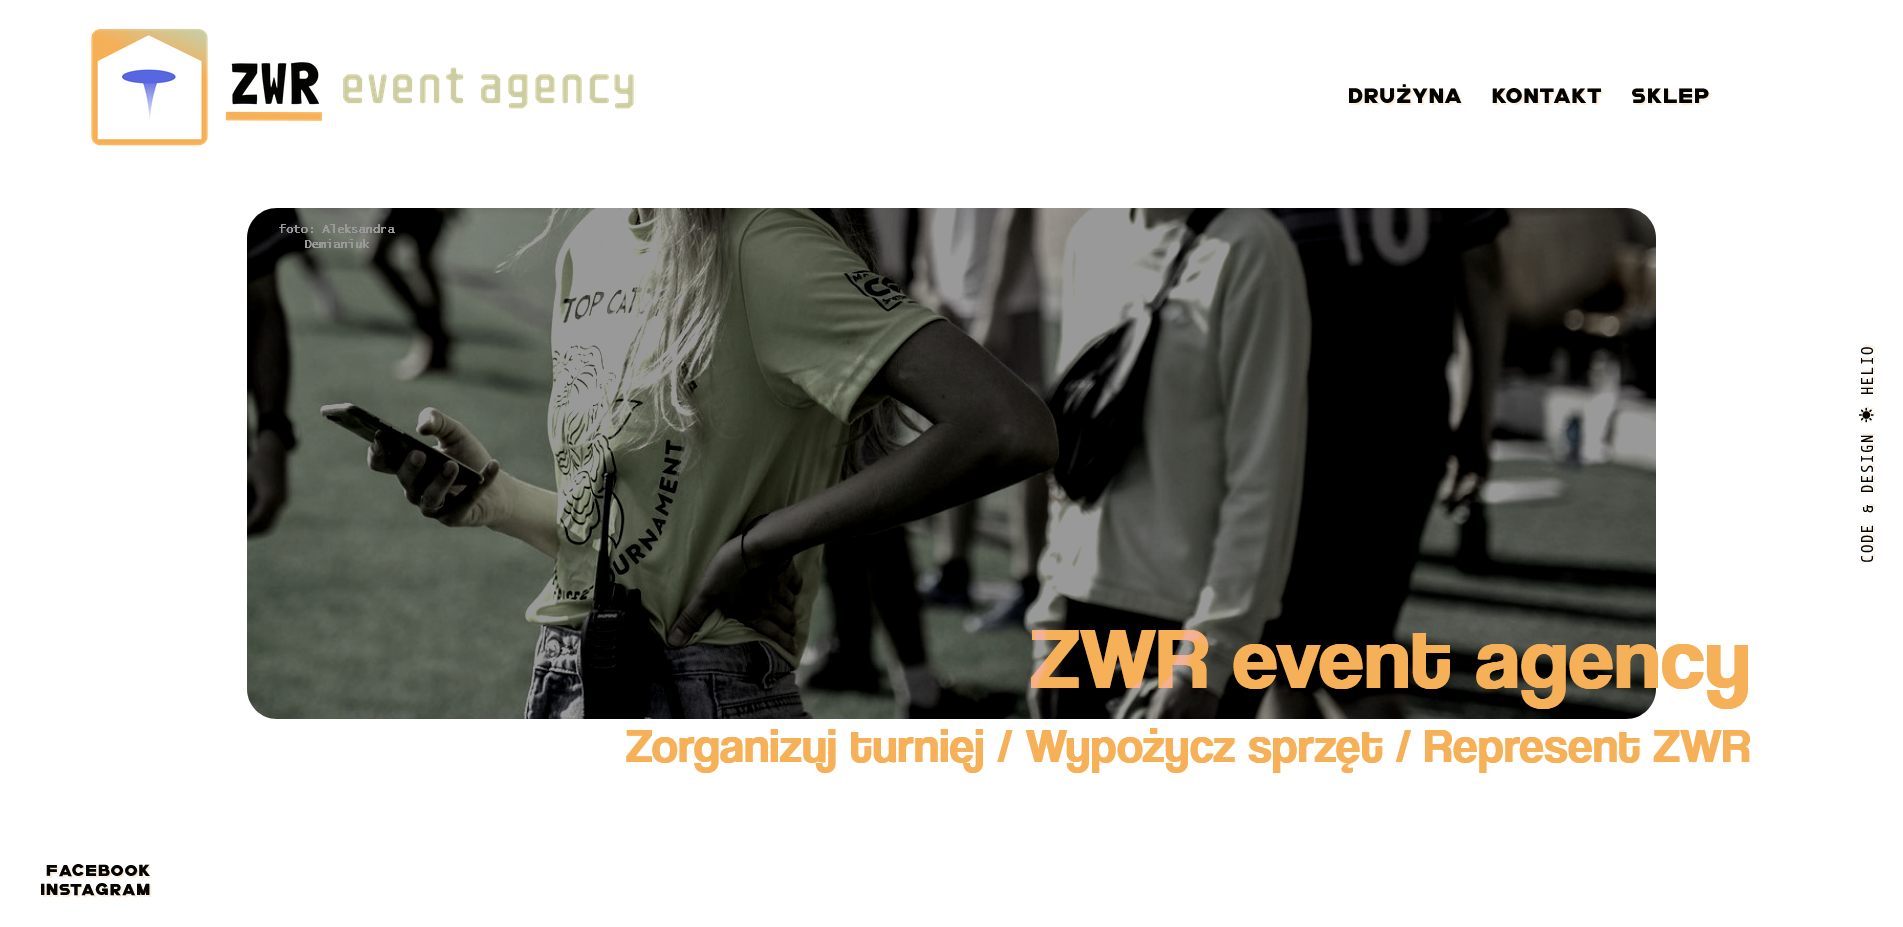 ZWR event agency
DRUŻYNA KONTAKT SKLEP
foto: Aleksandra
Demianiuk
TOP
10
URNAMENT
CODE & DESIGN ☀ HELIO
ZWR event agency
Zorganizuj turniej / Wypożycz sprzęt / Represent ZWR
FACEBOOK
INSTAGRAM